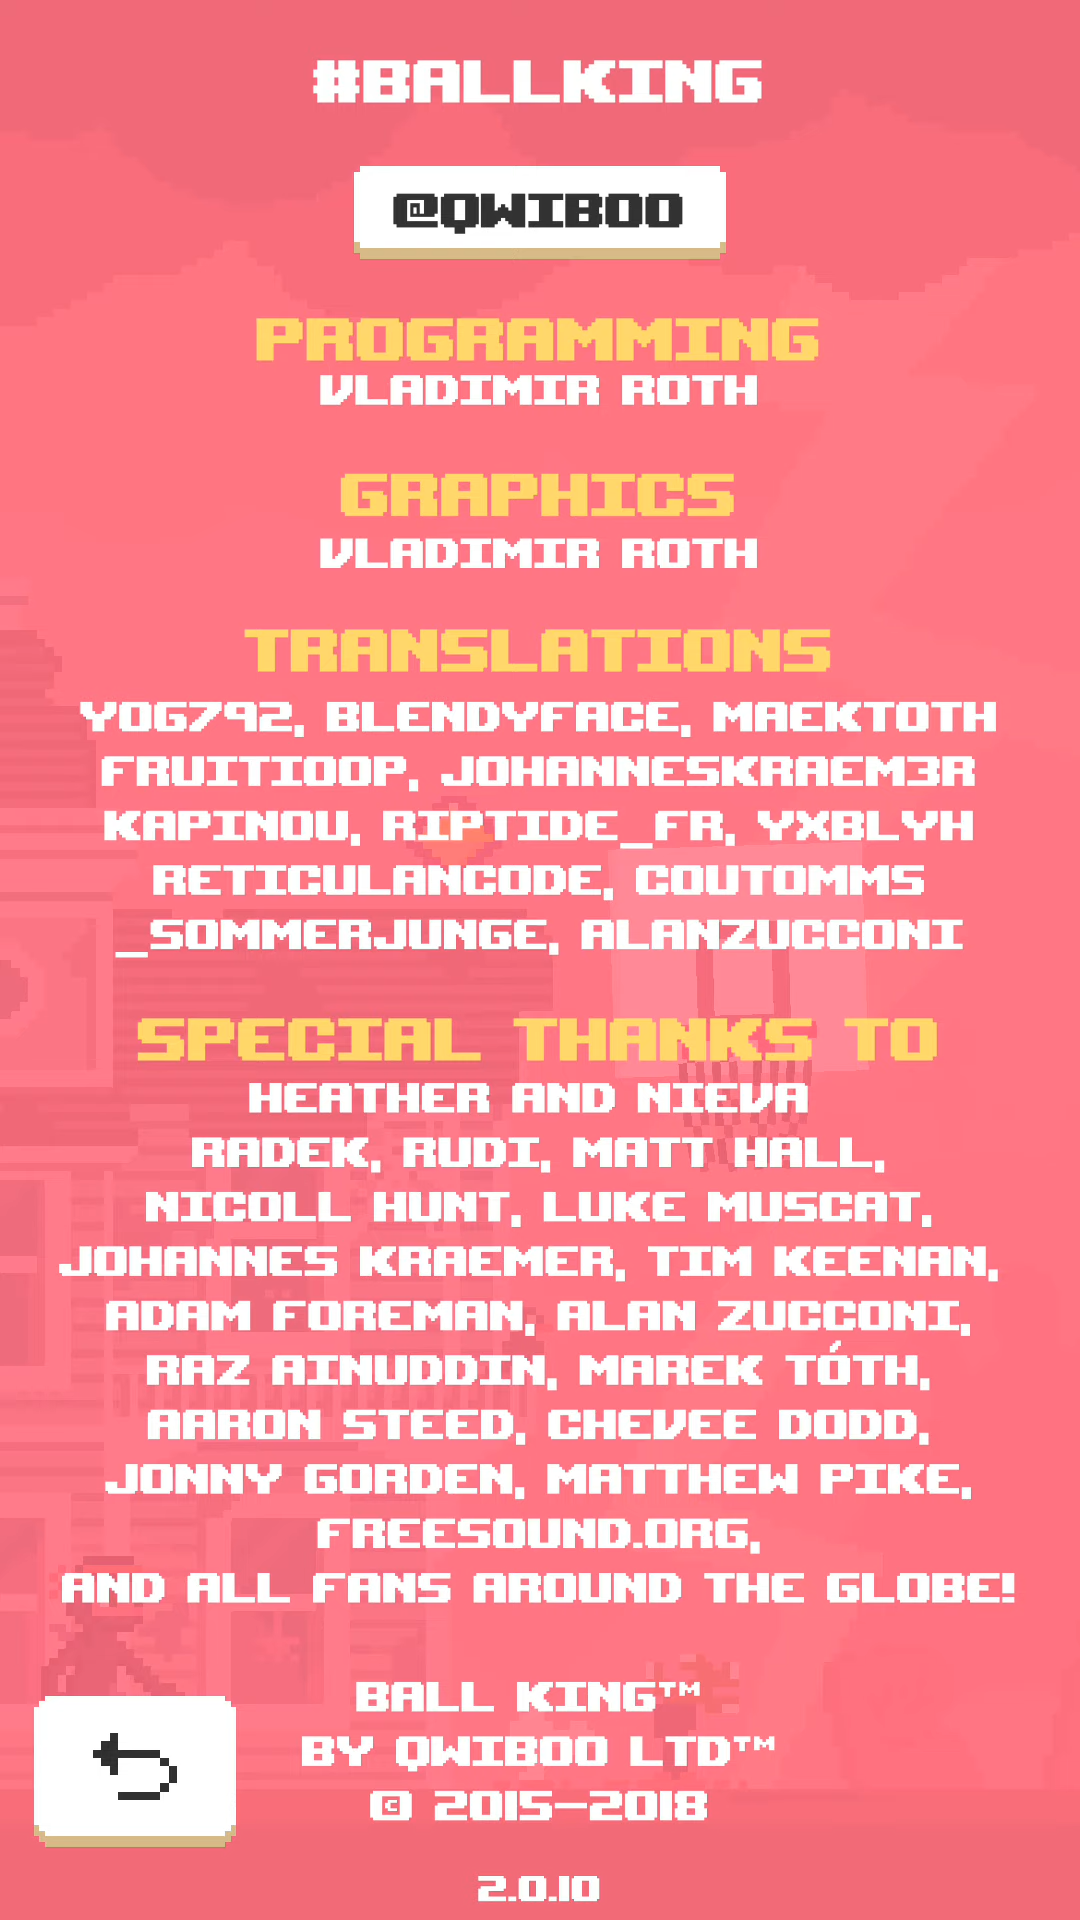 #BALLKING
@QWIBOO
PROGRAMMING
VLADIMIR ROTH
GRAPHICS
VLADIMIR ROTH
TRANSLATIONS
YOG792, BLENDYFACE, MAEKTOTH
FRUITIOOP, JOHANNESKRAEM3R
KAPINOU, RIPTIDE_FR, YXBLYH
RETICULANCODE, COUTOMMS
_SOMMERJUNGE, ALANZUCCONI
SPECIAL THANKS TO
HEATHER AND NIEVA
RADEK, RUDI, MATT HALL,
NICOLL HUNT, LUKE MUSCAT,
JOHANNES KRAEMER, TIM KEENAN,
ADAM FOREMAN, ALAN ZUCCONI,
RAZ AINUDDIN, MAREK TÓTH,
AARON STEED, CHEVEE DODD,
JONNY GORDEN, MATTHEW PIKE,
FREESOUND.ORG,
AND ALL FANS AROUND THE GLOBE!
BALL KING™
BY QWIBOO LTD™
© 2015-2018
2.0.10